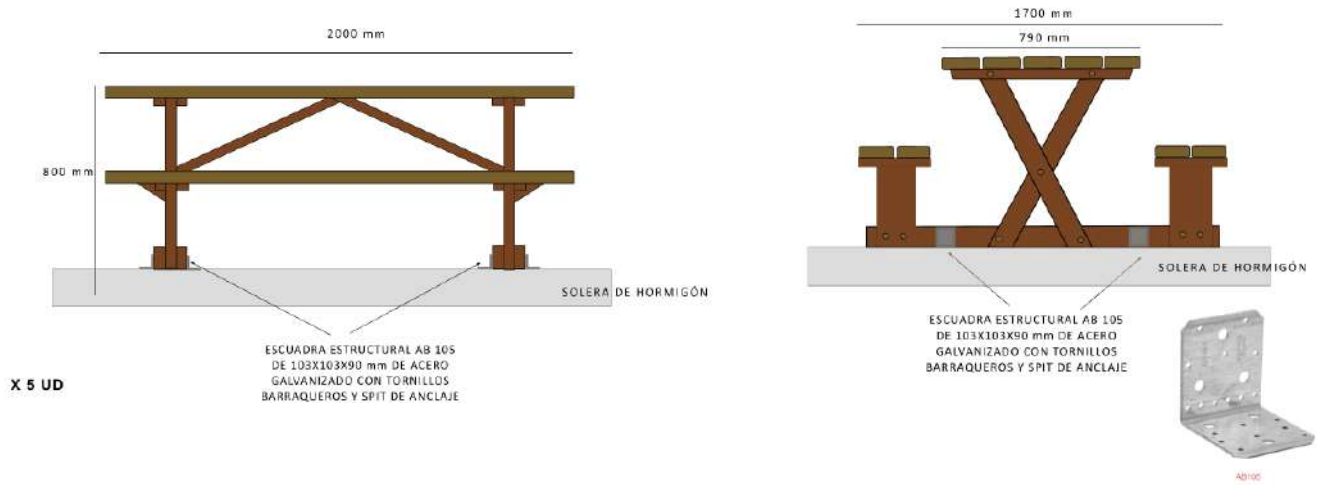 2000 mm
800 mm
SOLERA DE HORMIGÓN
ESCUADRA ESTRUCTURAL AB 105
DE 103X103X90 mm DE ACERO
GALVANIZADO CON TORNILLOS
BARRAQUEROS Y SPIT DE ANCLAJE
X 5 UD
1700 mm
790 mm
SOLERA DE HORMIGÓN
ESCUADRA ESTRUCTURAL AB 105
DE 103X103X90 mm DE ACERO
GALVANIZADO CON TORNILLOS
BARRAQUEROS Y SPIT DE ANCLAJE
AB105